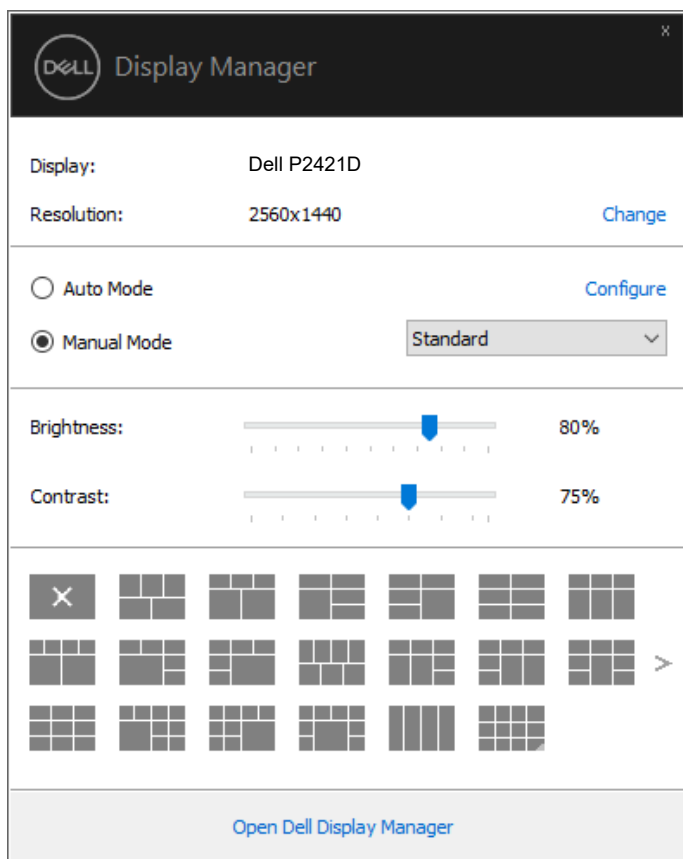 x
DELL Display Manager
Display: Dell P2421D
Resolution: 2560x1440 Change
Auto Mode Configure
Manual Mode Standard
Brightness: 80%
Contrast: 75%
Open Dell Display Manager